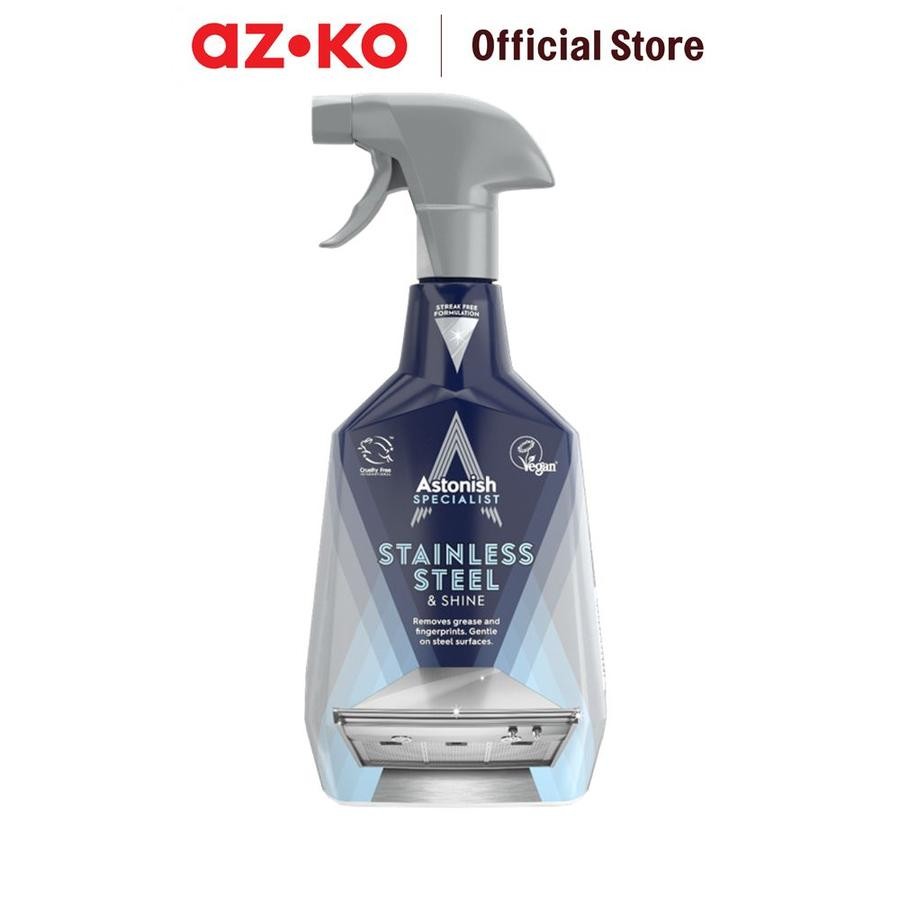 az•ko
Official Store
STREAK FREE
FORMULATION
Cruelty Free
Vegan
Astonish
SPECIALIST
STAINLESS
STEEL
& SHINE
Removes grease and
fingerprints. Gentle
on steel surfaces.